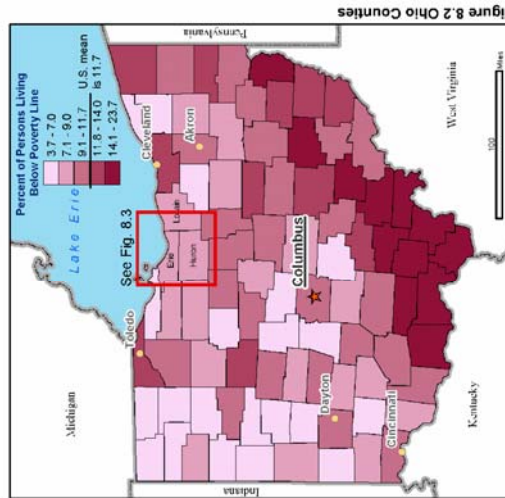 Figure 8.2 Ohio Counties
Percent of Persons Living
Below Poverty Line
3.7 - 7.0
7.1 - 9.0
9.1 - 11.7
U.S. mean
is 11.7
11.8 - 14.0
14.1 - 23.7
Michigan
Lake Erie
Pennsylvania
Toledo
See Fig. 8.3
Cleveland
Erie
Lorain
Huron
Akron
Indiana
Columbus
Dayton
Cincinnati
Kentucky
West Virginia
100
Miles